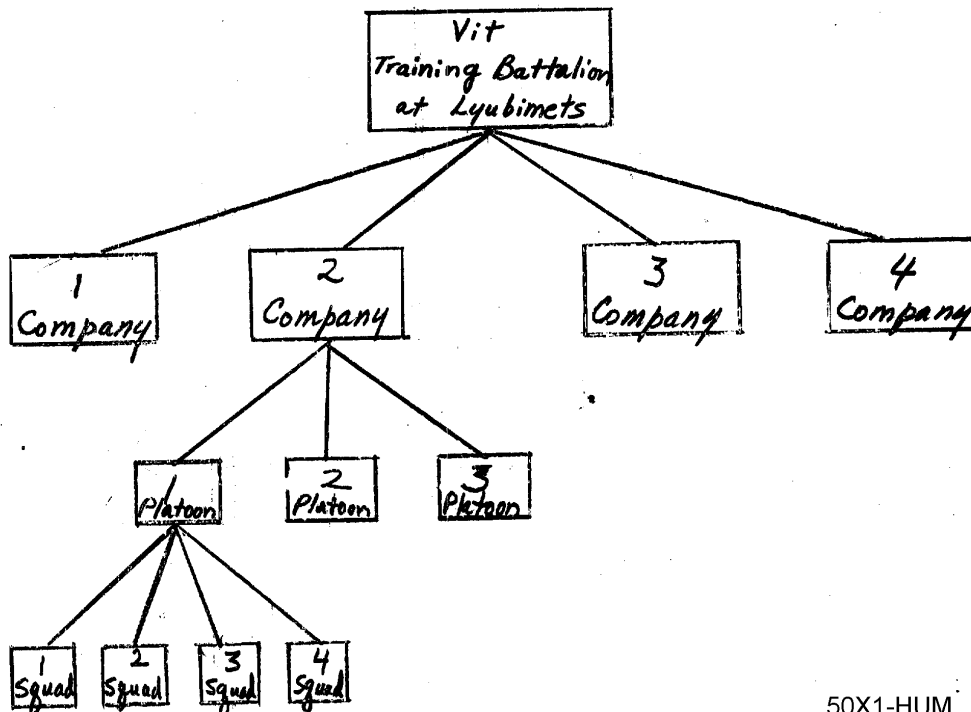 Vit
Training Battalion
at Lyubimets
1
Company
2
Company
3
Company
4
Company
1
Platoon
2
Platoon
3
Platoon
1
Squad
2
Squad
3
Squad
4
Squad
50X1-HUM